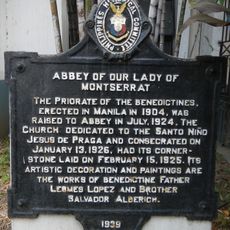 PHILIPPINES HISTORICAL COMMITTEE
ABBEY OF OUR LADY OF
MONTSERRAT
THE PRIORATE OF THE BENEDICTINES,
ERECTED IN MANILA IN 1904, WAS
RAISED TO ABBEY IN JULY, 1924. THE
CHURCH DEDICATED TO THE SANTO NIÑO
JESUS DE PRAGA AND CONSECRATED ON
JANUARY 13, 1926, HAD ITS CORNER-
STONE LAID ON FEBRUARY 15, 1925. ITS
ARTISTIC DECORATION AND PAINTINGS ARE
THE WORKS OF BENEDICTINE FATHER
LESMES LOPEZ AND BROTHER
SALVADOR ALBERICH.
1939